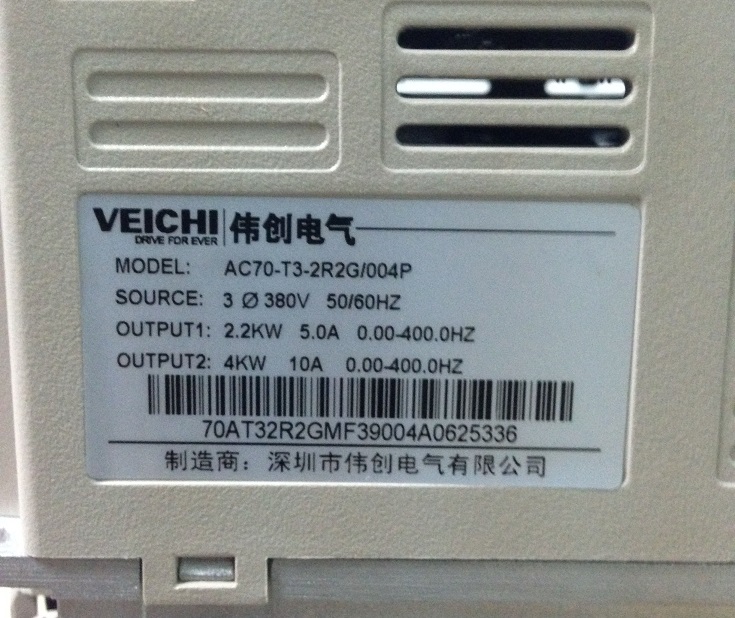 VEICHI 伟创电气
DRIVE FOR EVER
MODEL: AC70-T3-2R2G/004P
SOURCE: 3 Ø 380V 50/60HZ
OUTPUT1: 2.2KW 5.0A 0.00-400.0HZ
OUTPUT2: 4KW 10A 0.00-400.0HZ
70AT32R2GMF39004A0625336
制造商：深圳市伟创电气有限公司